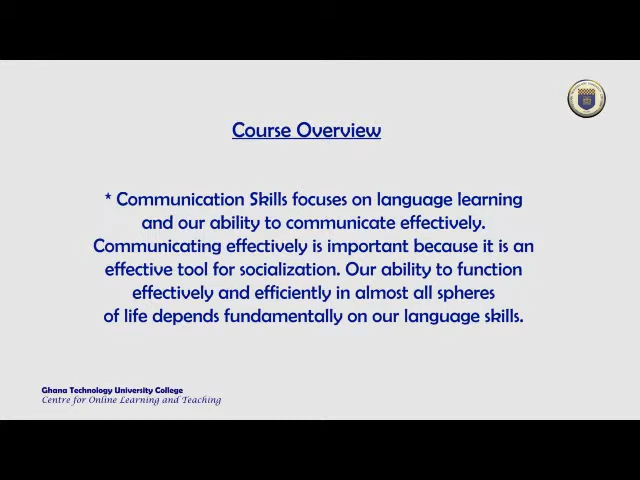 Course Overview
* Communication Skills focuses on language learning
and our ability to communicate effectively.
Communicating effectively is important because it is an
effective tool for socialization. Our ability to function
effectively and efficiently in almost all spheres
of life depends fundamentally on our language skills.
Ghana Technology University College
Centre for Online Learning and Teaching